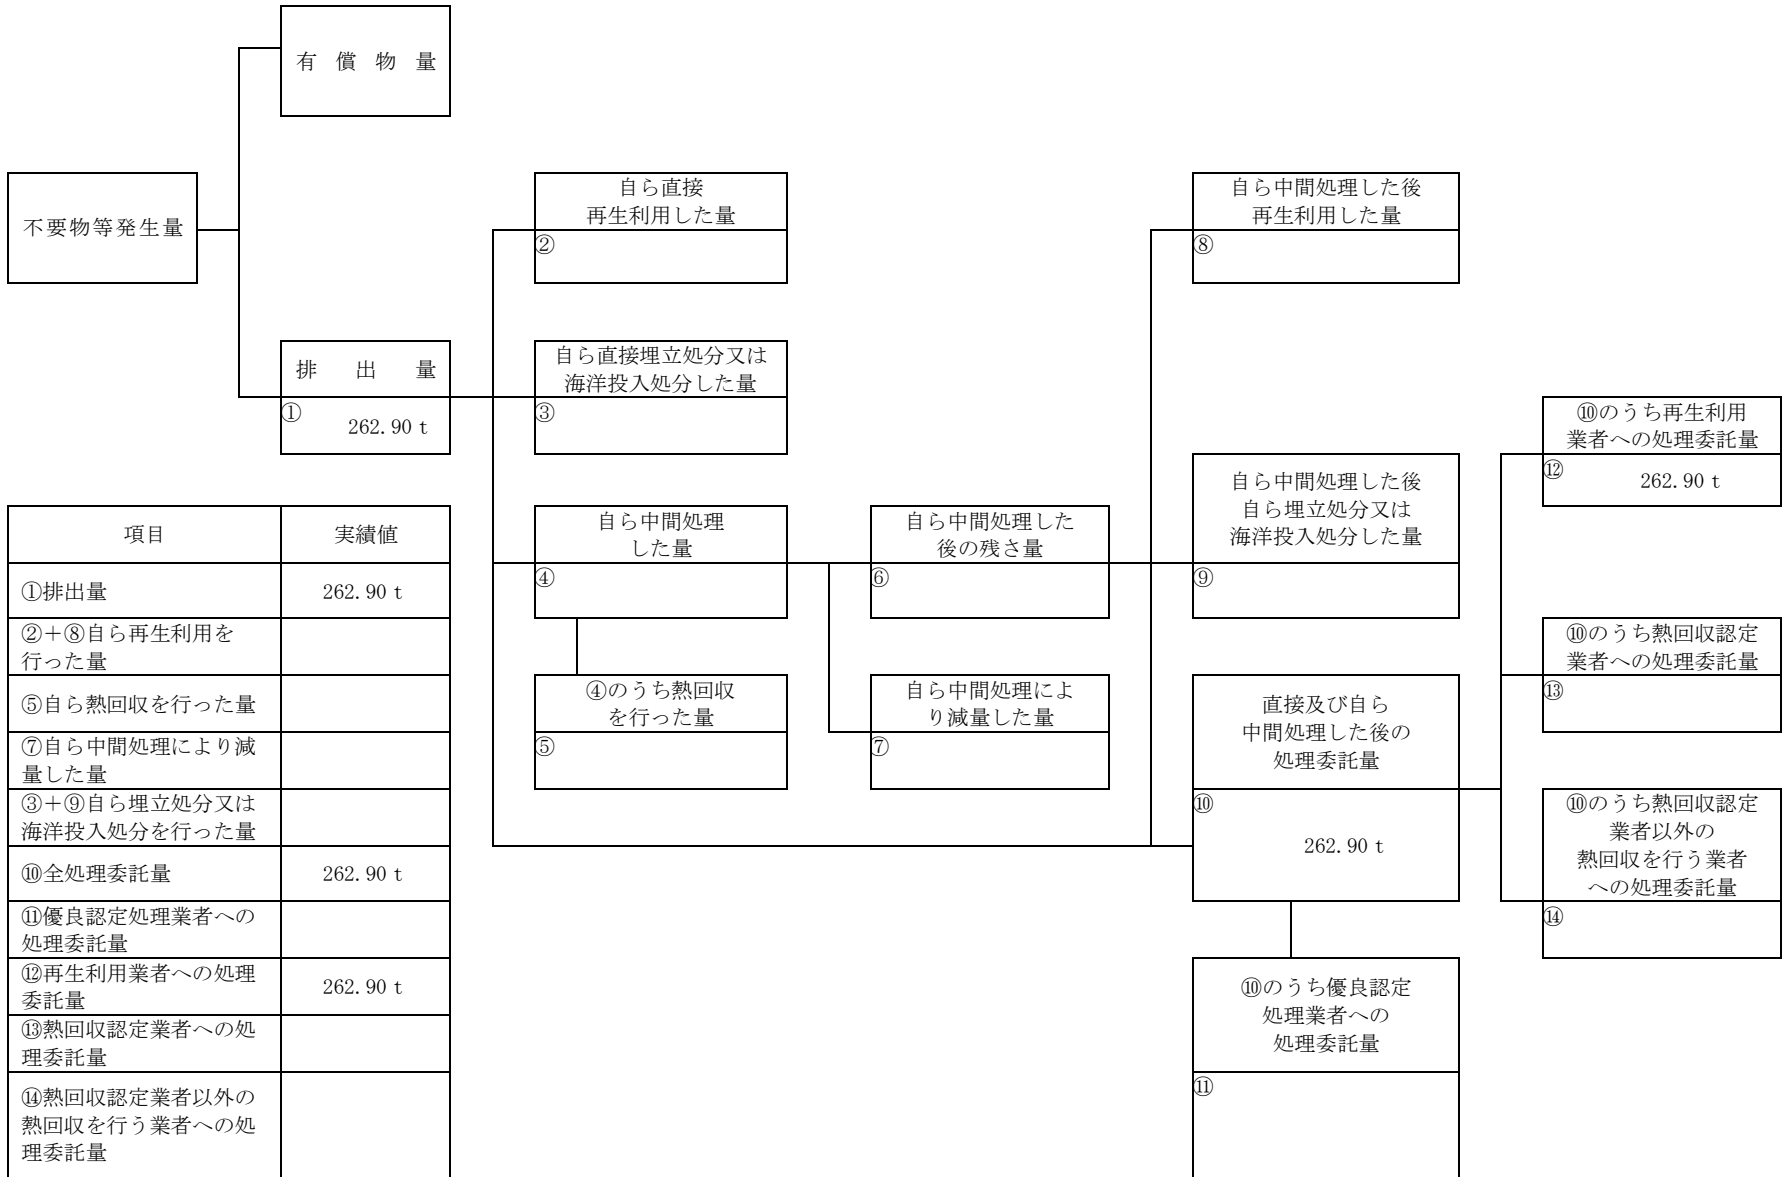 有償物量
不要物等発生量
自ら直接
再生利用した量
②
自ら中間処理した後
再生利用した量
⑧
排出量
①
262.90 t
自ら直接埋立処分又は
海洋投入処分した量
③
⑩のうち再生利用
業者への処理委託量
⑫
262.90 t
自ら中間処理
した量
④
自ら中間処理した
後の残さ量
⑥
自ら中間処理した後
自ら埋立処分又は
海洋投入処分した量
⑨
⑩のうち熱回収認定
業者への処理委託量
⑬
④のうち熱回収
を行った量
⑤
自ら中間処理によ
り減量した量
⑦
直接及び自ら
中間処理した後の
処理委託量
⑩
262.90 t
⑩のうち熱回収認定
業者以外の
熱回収を行う業者
への処理委託量
⑭
⑩のうち優良認定
処理業者への
処理委託量
⑪
項目
実績値
①排出量
262.90 t
②+⑧自ら再生利用を
行った量
⑤自ら熱回収を行った量
⑦自ら中間処理により減
量した量
③+⑨自ら埋立処分又は
海洋投入処分を行った量
⑩全処理委託量
262.90 t
⑪優良認定処理業者への
処理委託量
⑫再生利用業者への処理
委託量
262.90 t
⑬熱回収認定業者への処
理委託量
⑭熱回収認定業者以外の
熱回収を行う業者への処
理委託量